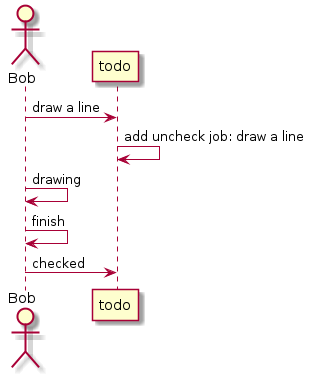 Bob
todo
draw a line
add uncheck job: draw a line
drawing
finish
checked
Bob
todo